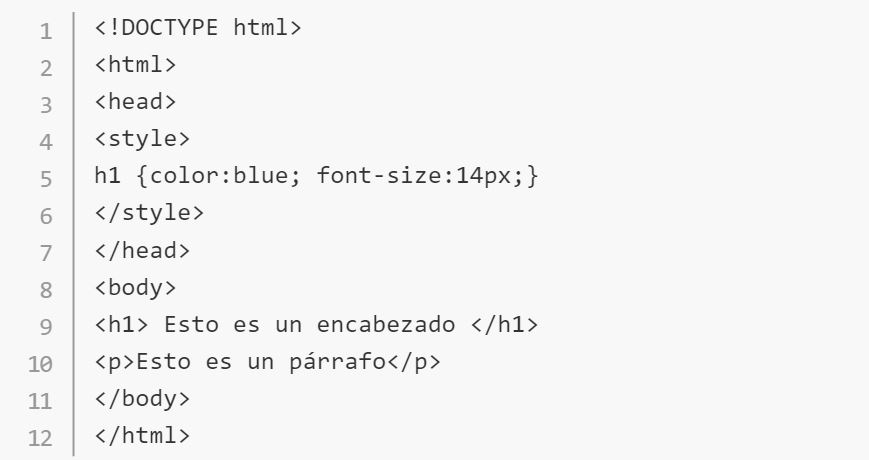 1 <!DOCTYPE html>
2 <html>
3 <head>
4 <style>
5 h1 {color:blue; font-size:14px;}
6 </style>
7 </head>
8 <body>
9 <h1> Esto es un encabezado </h1>
10 <p>Esto es un párrafo</p>
11 </body>
12 </html>